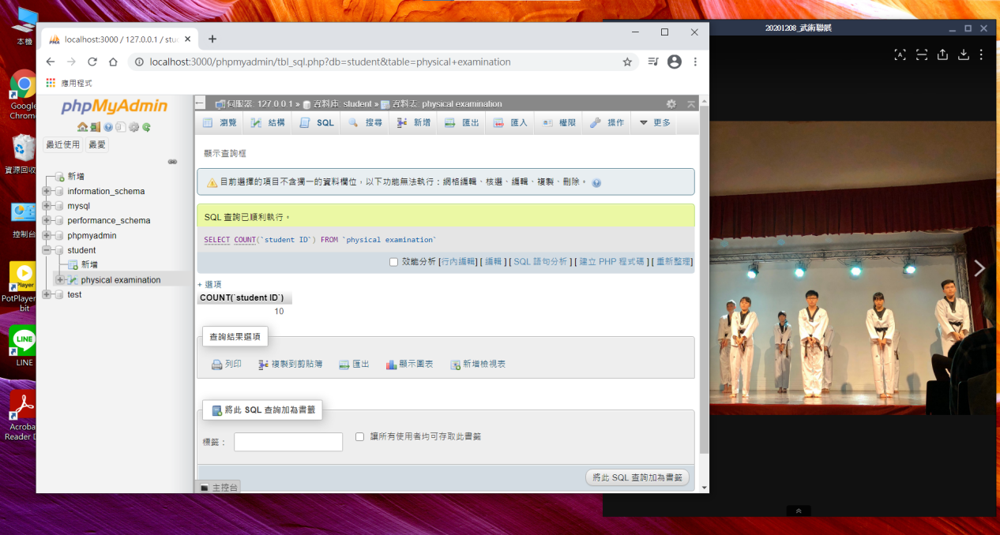 本機
Google
Chrom
資源回收
控制台
Player
PotPlayer
bit
LINE
LINE
Acroba
Reader D
localhost:3000 / 127.0.0.1 / stud
localhost:3000/phpmyadmin/tbl_sql.php?db=student&table=physical+examination
應用程式
phpMyAdmin
最近使用 最愛
新增
information_schema
mysql
performance_schema
phpmyadmin
student
新增
physical examination
test
伺服器: 127.0.0.1 » 資料庫: student » 資料表: physical examination
瀏覽 結構 SQL 搜尋 新增 匯出 匯入 權限 操作 更多
顯示查詢框
目前選擇的項目不含獨一的資料欄位，以下功能無法執行：網格編輯、核選、編輯、複製、刪除。
SQL 查詢已順利執行。
SELECT COUNT(`student ID`) FROM `physical examination`
效能分析 [行內編輯] [ 編輯 ] [ SQL 語句分析 ] [ 建立 PHP 程式碼 ] [ 重新整理]
+ 選項
COUNT(`student ID`)
10
查詢結果選項
列印 複製到剪貼簿 匯出 顯示圖表 新增檢視表
將此 SQL 查詢加為書籤
標籤： 讓所有使用者均可存取此書籤
將此 SQL 查詢加為書籤
主控台
20201208_武術聯展